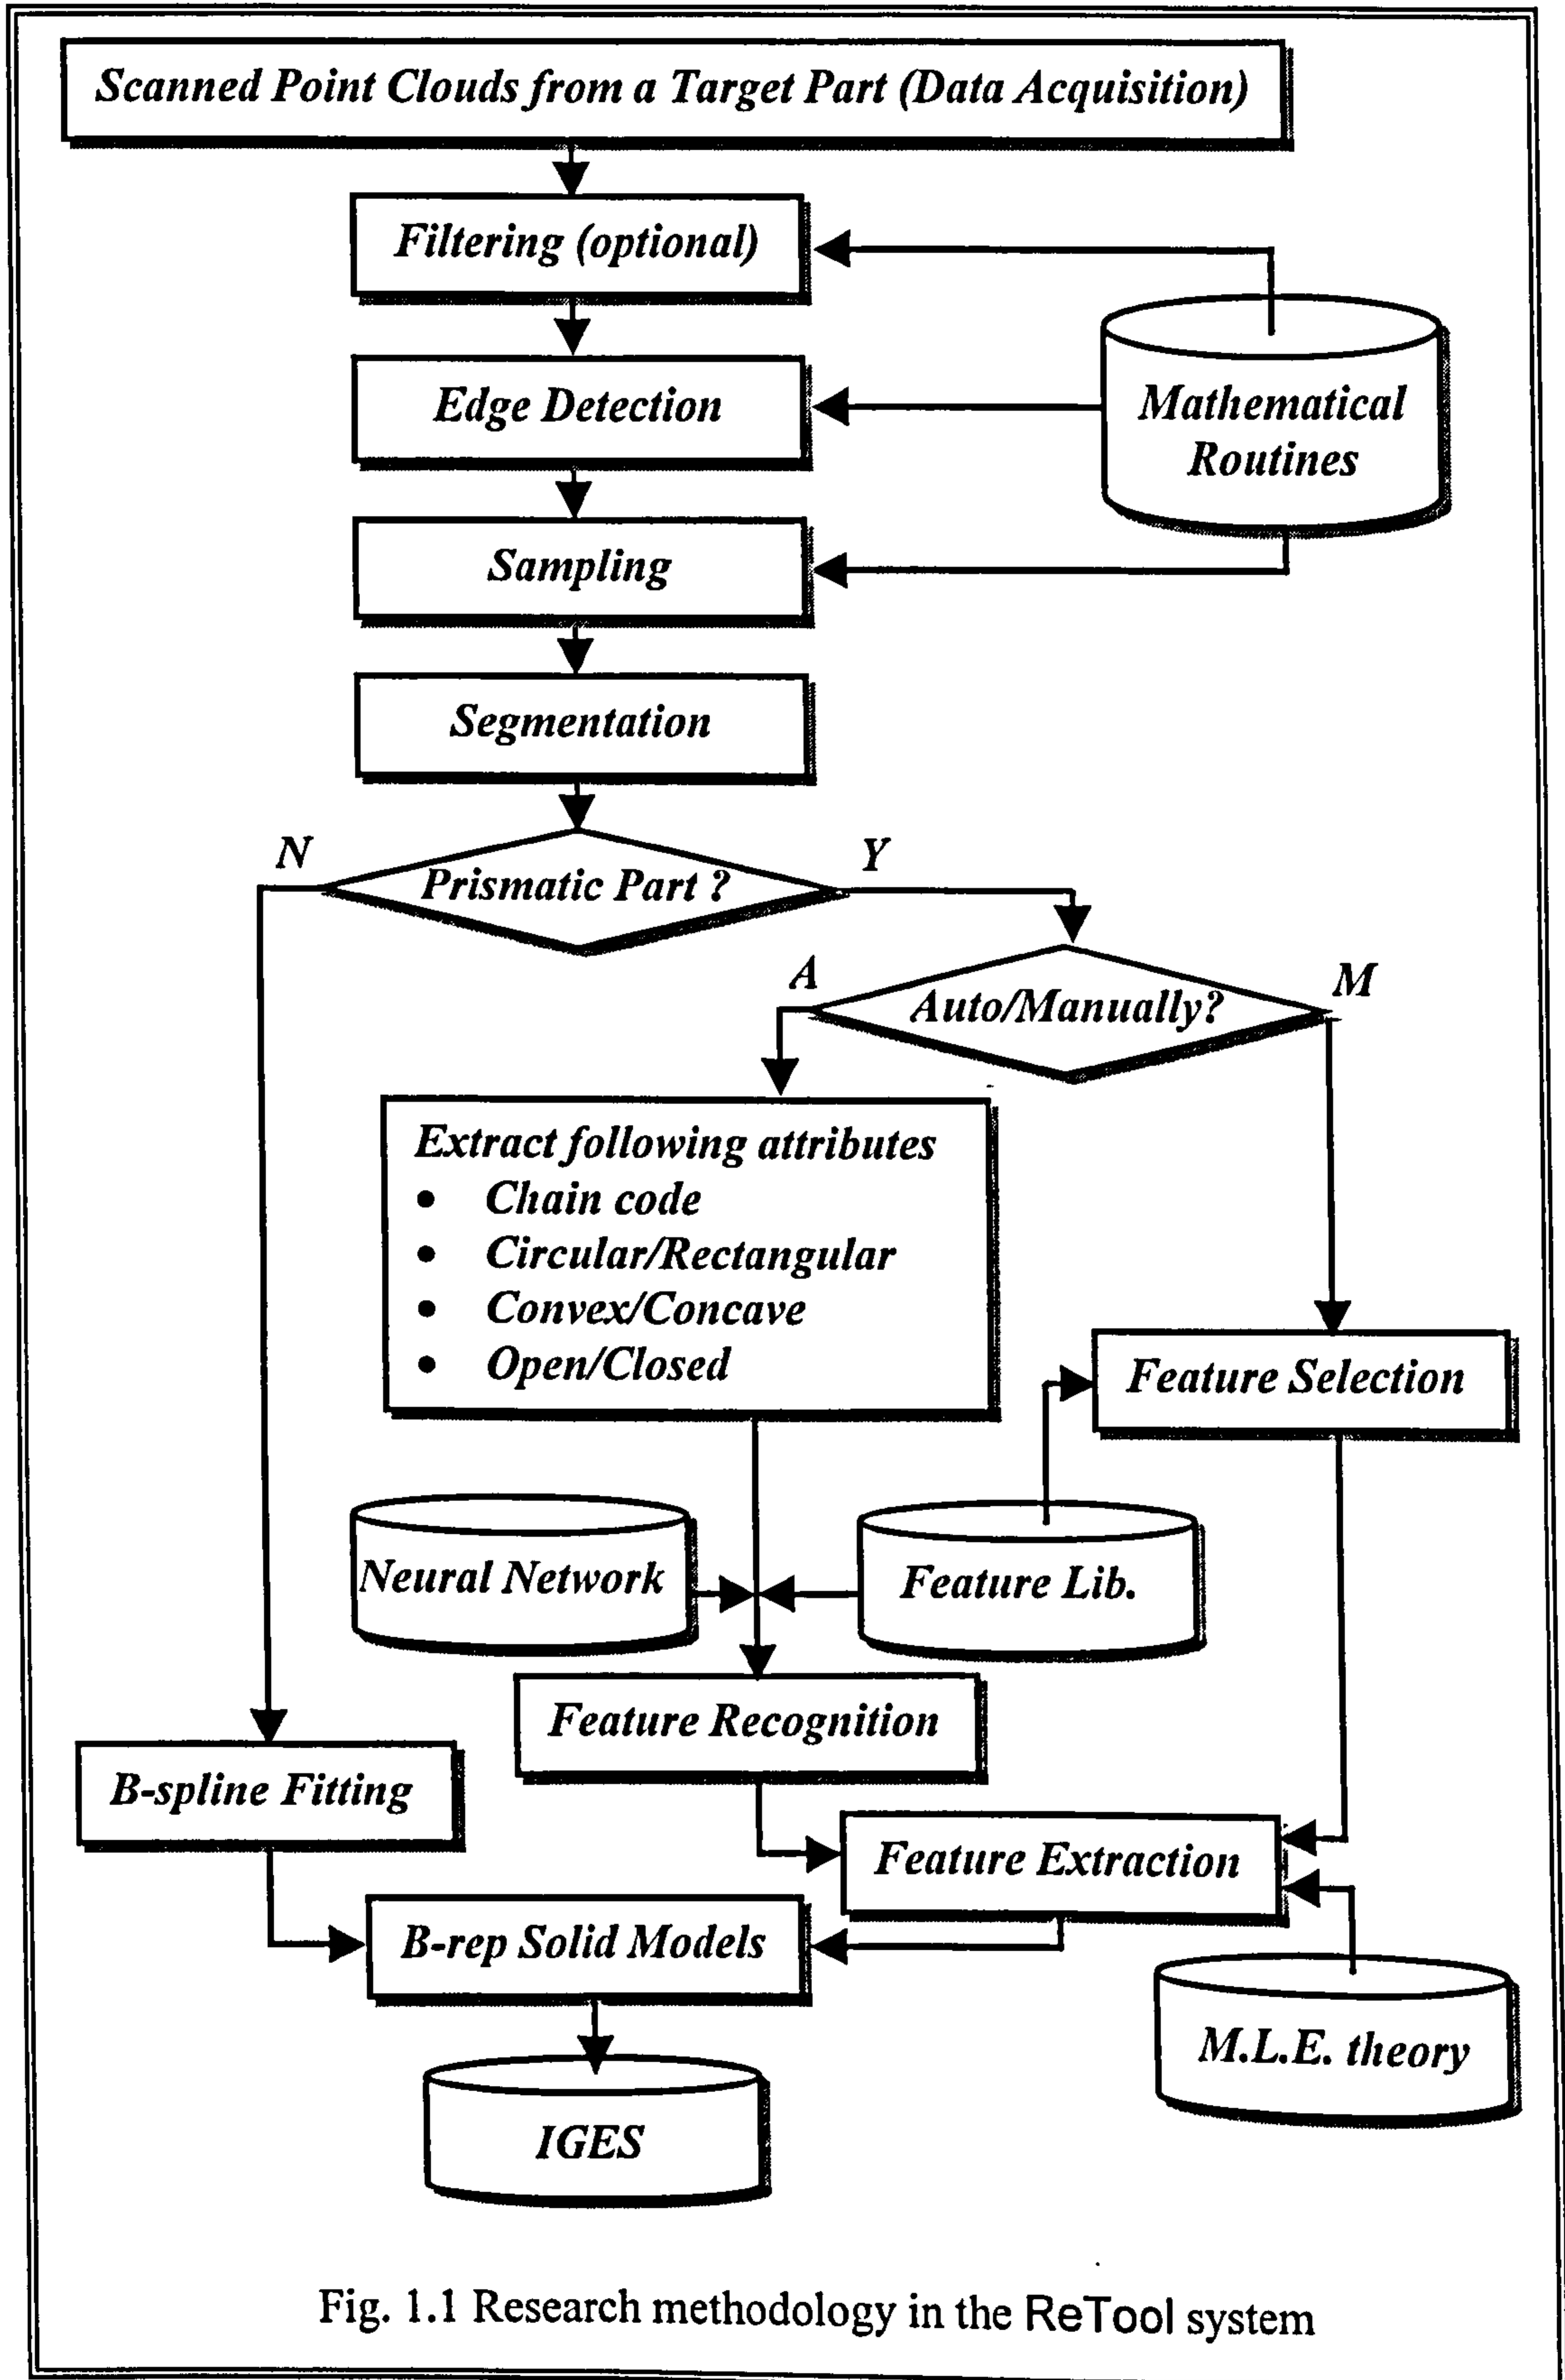 Scanned Point Clouds from a Target Part (Data Acquisition)
Filtering (optional)
Edge Detection
Mathematical
Routines
Sampling
Segmentation
N
Y
Prismatic Part ?
A
M
Auto/Manually?
Extract following attributes
• Chain code
• Circular/Rectangular
• Convex/Concave
• Open/Closed
Feature Selection
Neural Network
Feature Lib.
Feature Recognition
B-spline Fitting
Feature Extraction
B-rep Solid Models
M.L.E. theory
IGES
Fig. 1.1 Research methodology in the ReTool system